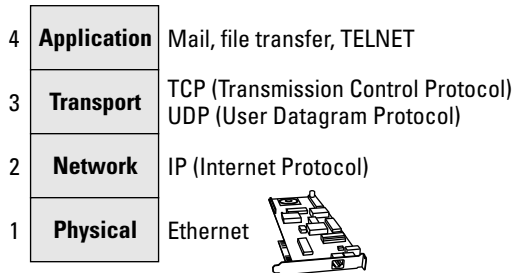 4 Application Mail, file transfer, TELNET
3 Transport TCP (Transmission Control Protocol)
UDP (User Datagram Protocol)
2 Network IP (Internet Protocol)
1 Physical Ethernet